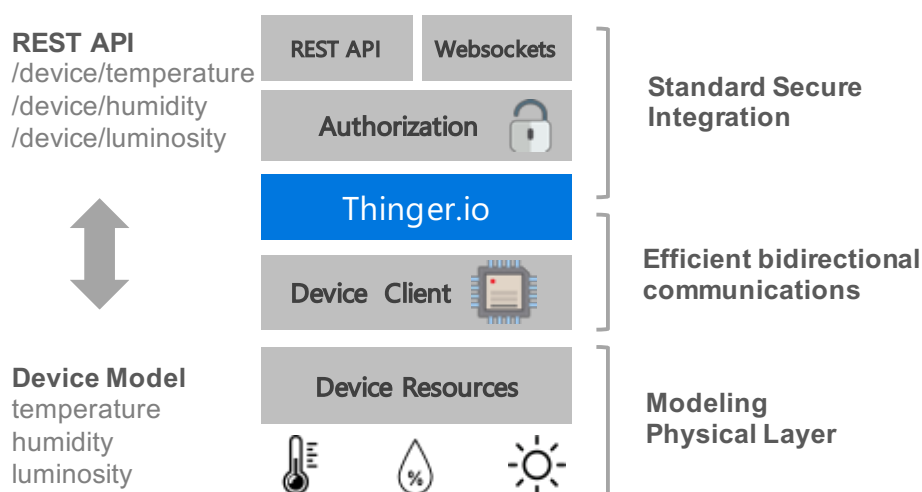 REST API
/device/temperature
/device/humidity
/device/luminosity
REST API
Websockets
Authorization
Thinger.io
Device Client
Device Resources
%
Standard Secure
Integration
Efficient bidirectional
communications
Modeling
Physical Layer
Device Model
temperature
humidity
luminosity